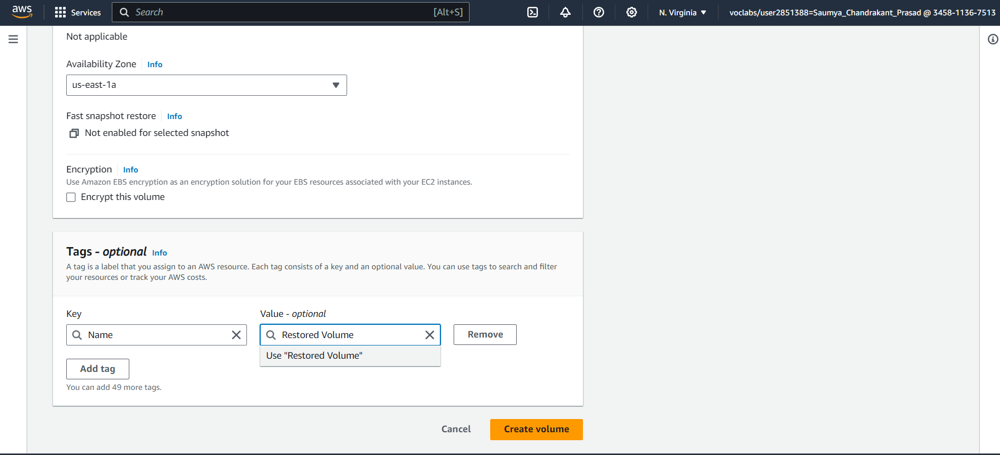 aws Services Search [Alt+S] N. Virginia voclabs/user2851388=Saumya_Chandrakant_Prasad @ 3458-1136-7513
Not applicable
Availability Zone Info
us-east-1a
Fast snapshot restore Info
Not enabled for selected snapshot
Encryption Info
Use Amazon EBS encryption as an encryption solution for your EBS resources associated with your EC2 instances.
Encrypt this volume
Tags - optional Info
A tag is a label that you assign to an AWS resource. Each tag consists of a key and an optional value. You can use tags to search and filter
your resources or track your AWS costs.
Key Value - optional
Name Restored Volume Remove
Use "Restored Volume"
Add tag
You can add 49 more tags.
Cancel Create volume